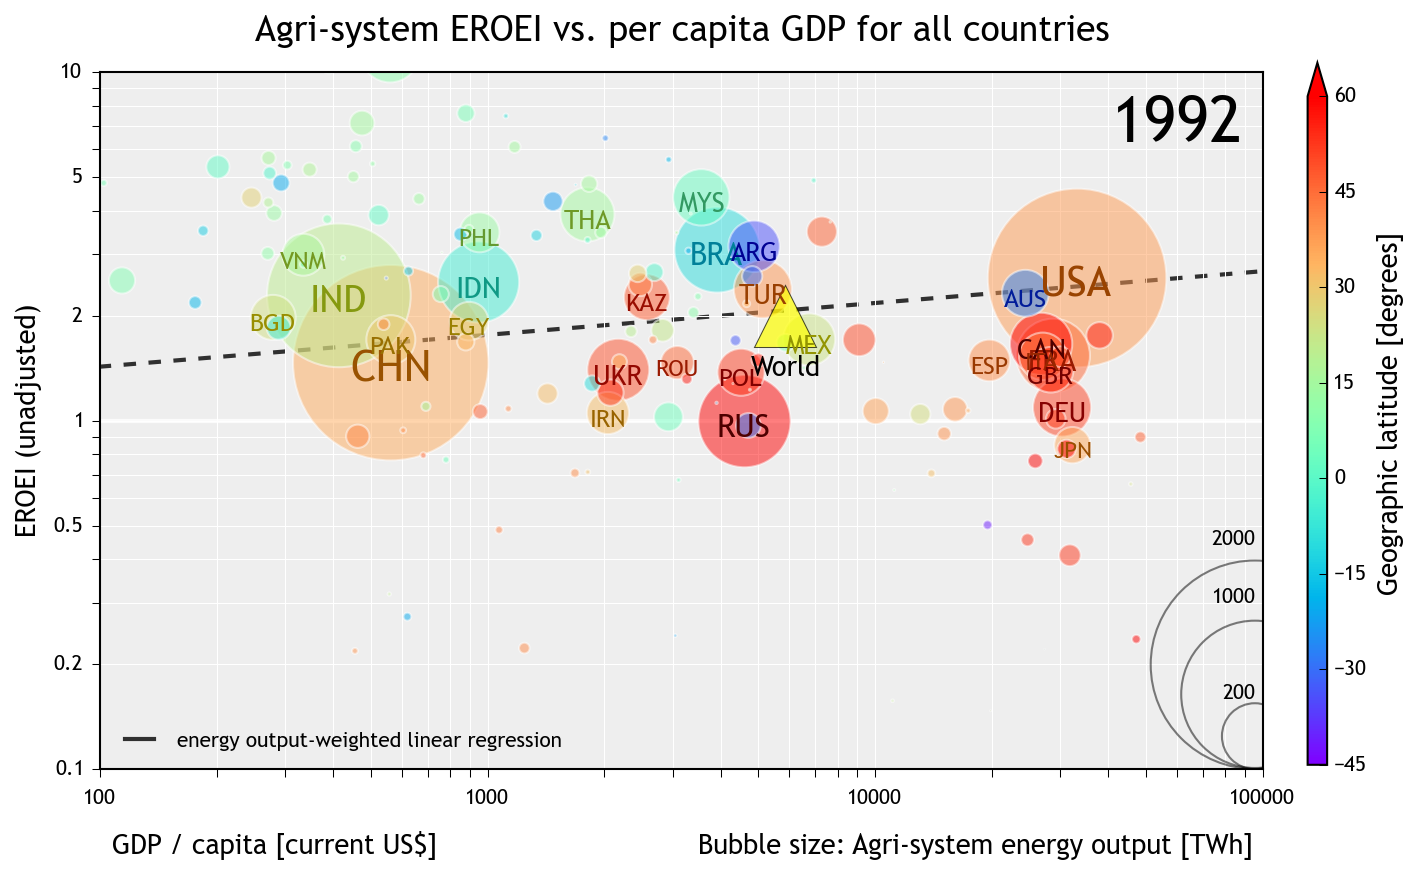 Agri-system EROEI vs. per capita GDP for all countries
1992
10
5
2
1
0.5
0.2
0.1
EROEI (unadjusted)
MYS
THA
PHL
BRA
ARG
VNM
IND
IDN
KAZ
TUR
USA
AUS
BGD
EGY
PAK
CHN
MEX
World
UKR
ROU
POL
ESP
CAN
FRA
GBR
IRN
RUS
DEU
JPN
2000
1000
200
energy output-weighted linear regression
100
1000
10000
100000
GDP / capita [current US$]
Bubble size: Agri-system energy output [TWh]
60
45
30
15
0
−15
−30
−45
Geographic latitude [degrees]